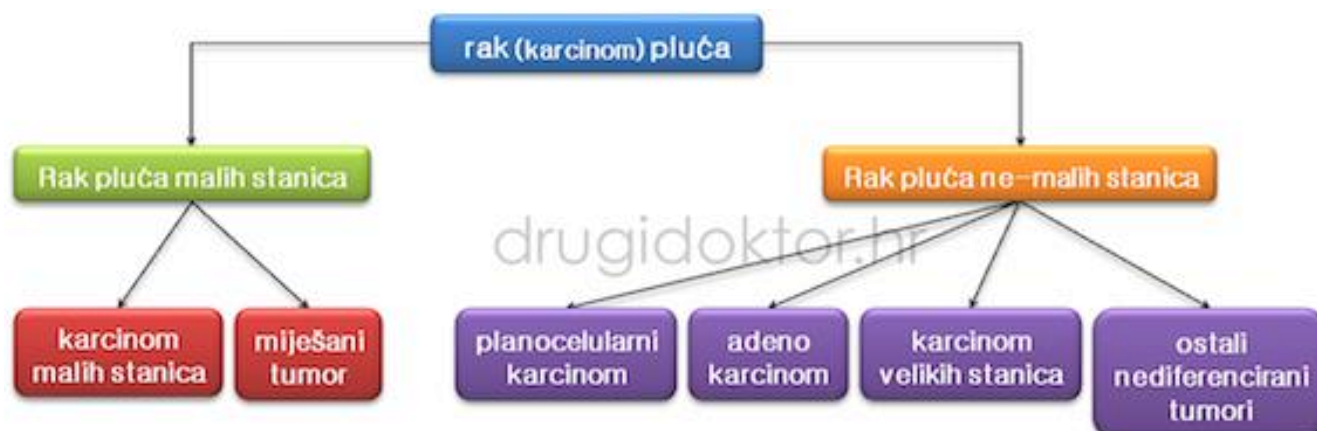 rak (karcinom) pluća
Rak pluća malih stanica
Rak pluća ne-malih stanica
drugidoktor.hr
karcinom
malih stanica
miješani
tumor
planocelularni
karcinom
adeno
karcinom
karcinom
velikih stanica
ostali
nediferencirani
tumori